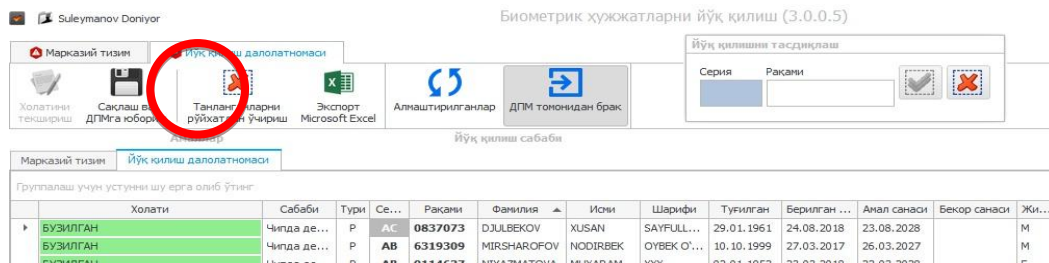 Suleymanov Doniyor
Биометрик ҳужжатларни йўқ қилиш (3.0.0.5)
Марказий тизим
Йўқ қилиш далолатномаси
Йўқ қилишни тасдиқлаш
Серия
Рақами
Холатини текшириш
Сақлаш ва
ДПМга юбори
Танланганларни
рўйхатдан ўчириш
Экспорт
Microsoft Excel
Алмаштирилганлар
ДПМ томонидан брак
Йўқ қилиш сабаби
Марказий тизим
Йўқ қилиш далолатномаси
Группалаш учун устунни шу ерга олиб ўтинг
Холати Сабаби Тури Се... Рақами Фамилия Исми Шарифи Туғилган Берилган ... Амал санаси Бекор санаси Жи...
БУЗИЛГАН Чипда де... P AC 0837073 DJULBEKOV XUSAN SAYFULL... 29.01.1961 24.08.2018 23.08.2028 M
БУЗИЛГАН Чипда де... P AB 6319309 MIRSHAROFOV NODIRBEK OYBEK O'... 10.10.1999 27.03.2017 26.03.2027 M